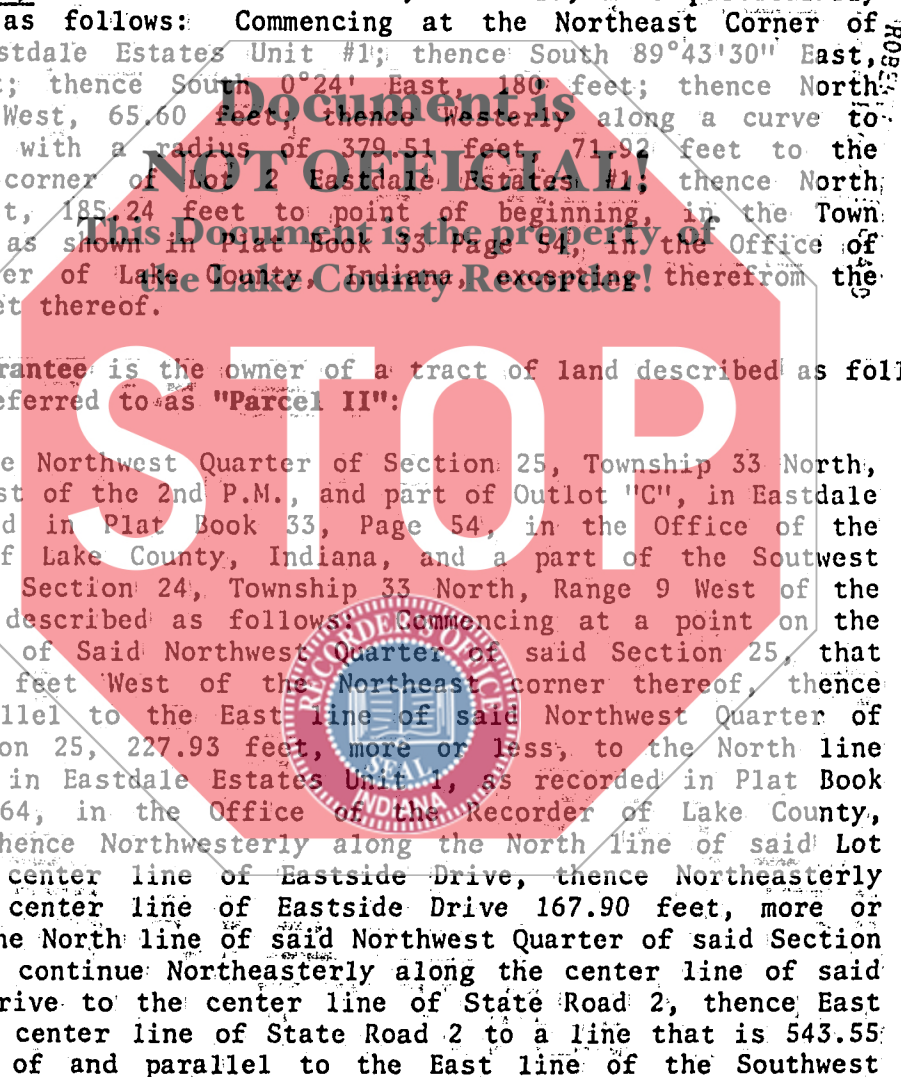 as follows: Commencing at the Northeast Corner of
stdale Estates Unit #1; thence South 89°43'30" East,
t; thence South 0°24' East, 180 feet; thence North
West, 65.60 feet; thence Westerly along a curve to
with a radius of 379.51 feet, 71.92 feet to the
corner of Lot 2 Eastdale Estates #1; thence North
t, 185.24 feet to point of beginning, in the Town
as shown in Plat Book 33 Page 54, in the Office of
er of Lake County, Indiana, excepting therefrom the
et thereof.
Document is
NOT OFFICIAL!
This Document is the property of
the Lake County Recorder!
STOP
rantee is the owner of a tract of land described as foll
eferred to as "Parcel II":
e Northwest Quarter of Section 25, Township 33 North,
st of the 2nd P.M., and part of Outlot "C", in Eastdale
d in Plat Book 33, Page 54, in the Office of the
f Lake County, Indiana, and a part of the Soutwest
Section 24, Township 33 North, Range 9 West of the
described as follows: Commencing at a point on the
of Said Northwest Quarter of said Section 25, that
feet West of the Northeast corner thereof, thence
llel to the East line of said Northwest Quarter of
on 25, 227.93 feet, more or less, to the North line
in Eastdale Estates Unit 1, as recorded in Plat Book
64, in the Office of the Recorder of Lake County,
hence Northwesterly along the North line of said Lot
center line of Eastside Drive, thence Northeasterly
center line of Eastside Drive 167.90 feet, more or
he North line of said Northwest Quarter of said Section
continue Northeasterly along the center line of said
rive to the center line of State Road 2, thence East
center line of State Road 2 to a line that is 543.55
of and parallel to the East line of the Southwest
RECORDER'S OFFICE
SEAL
INDIANA